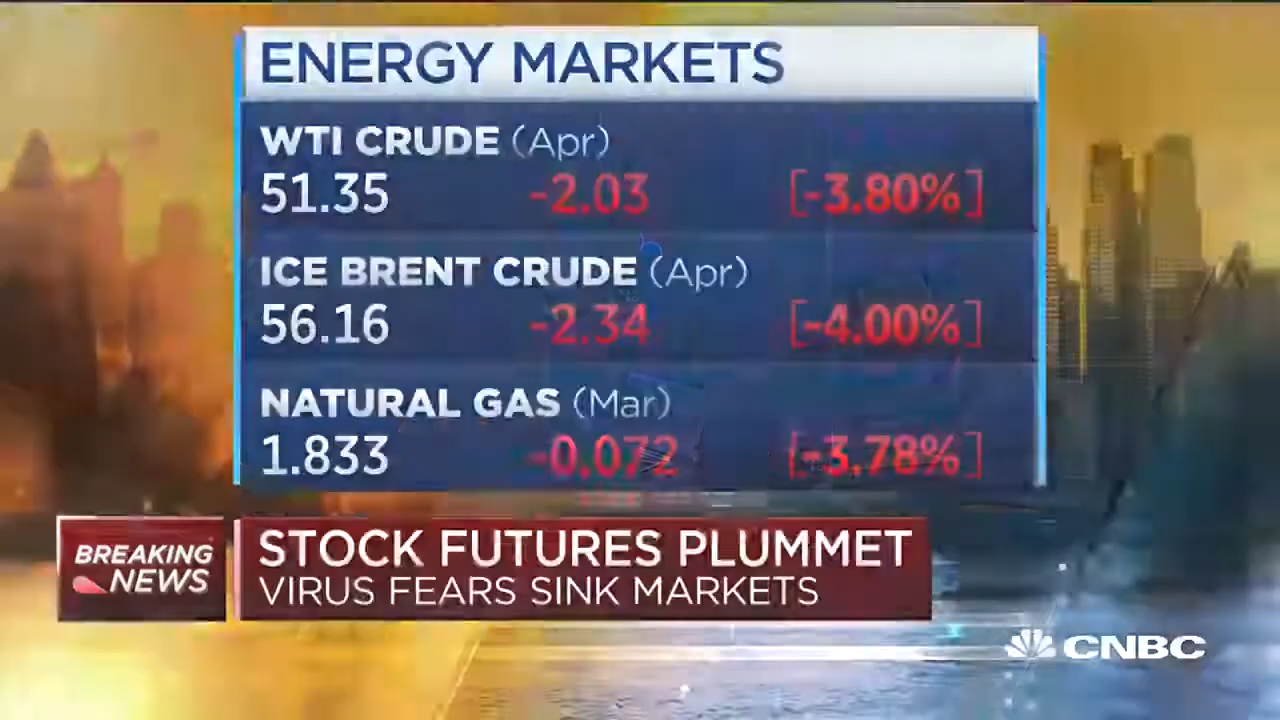 ENERGY MARKETS
WTI CRUDE (Apr)
51.35 -2.03 [-3.80%]
ICE BRENT CRUDE (Apr)
56.16 -2.34 [-4.00%]
NATURAL GAS (Mar)
1.833 -0.072 [-3.78%]
BREAKING NEWS
STOCK FUTURES PLUMMET
VIRUS FEARS SINK MARKETS
CNBC